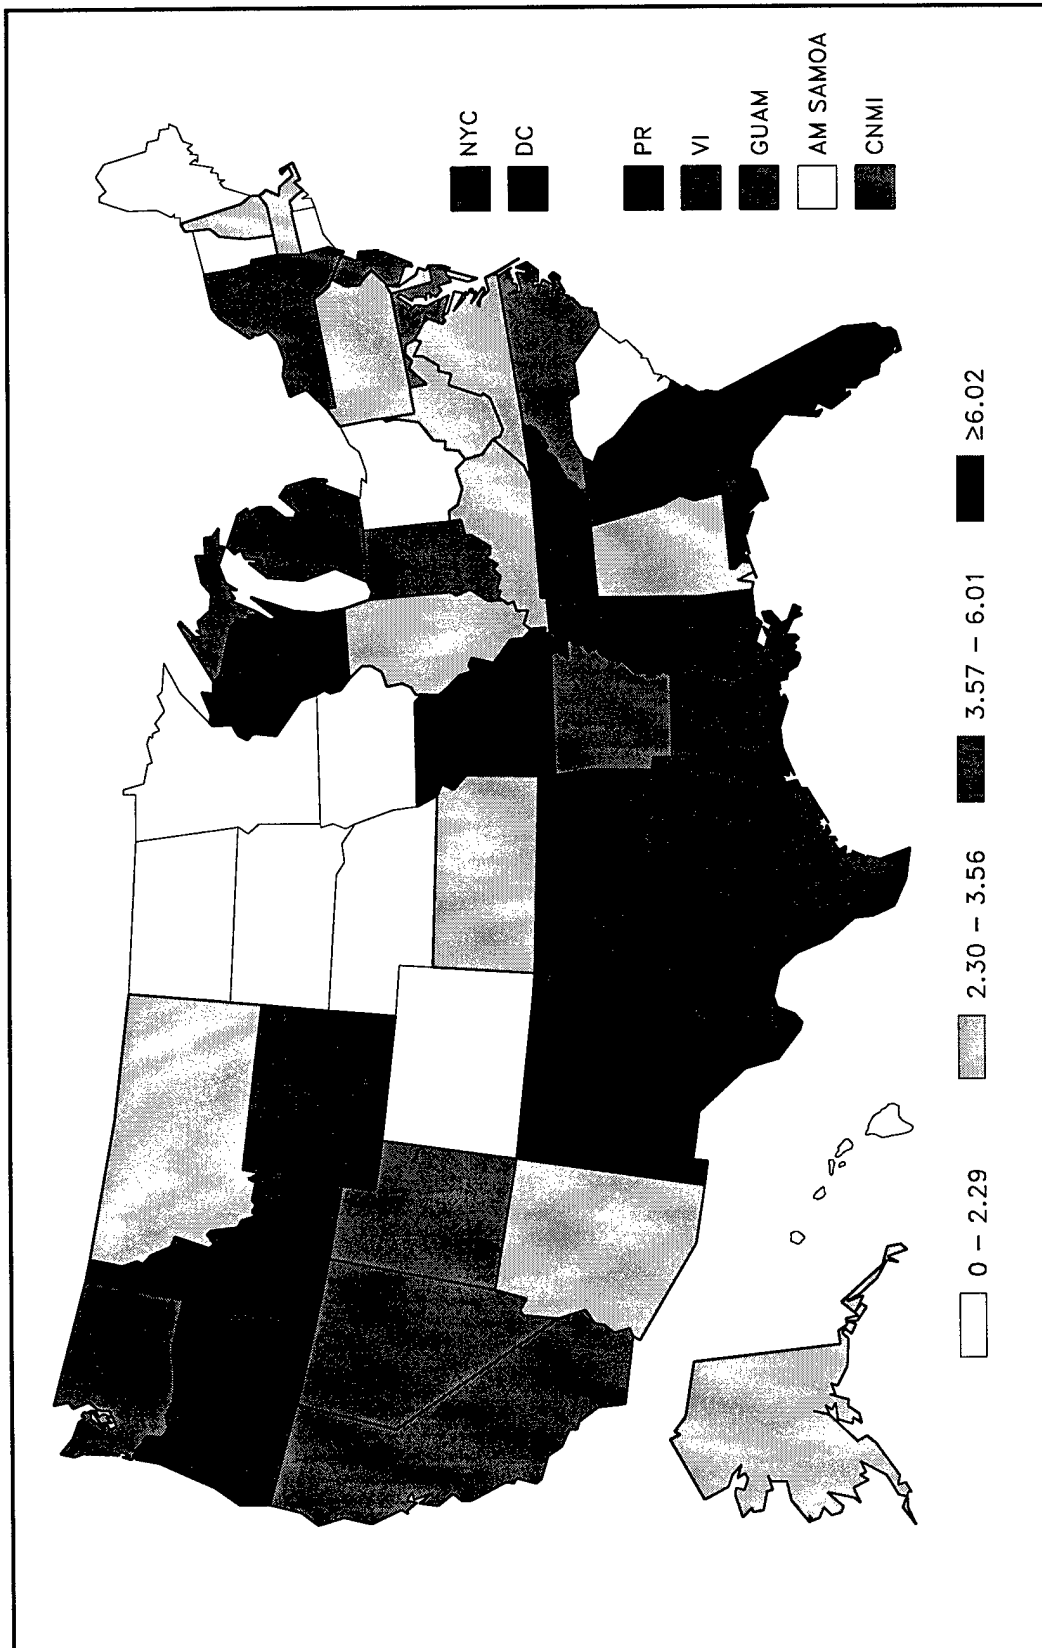 NYC
DC
PR
VI
GUAM
AM SAMOA
CNMI
0 – 2.29
2.30 – 3.56
3.57 – 6.01
≥6.02